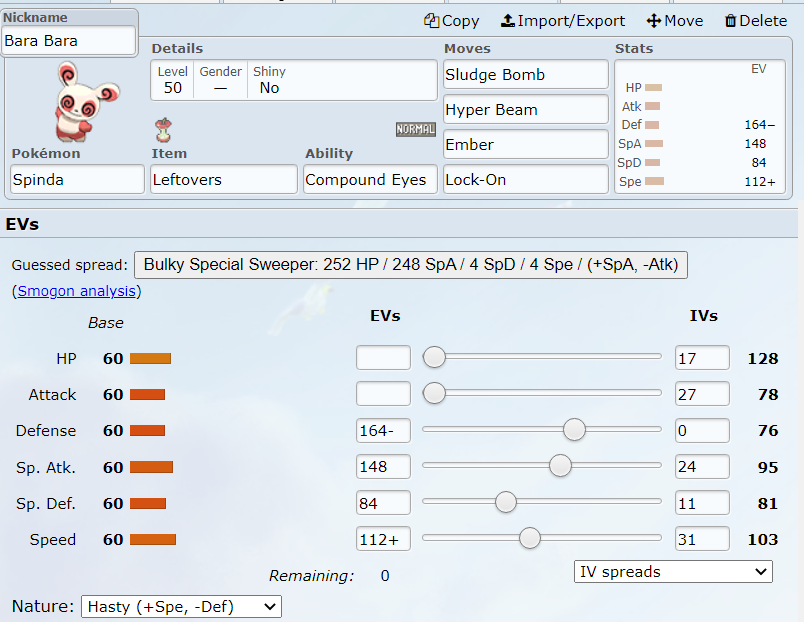 Nickname
Bara Bara
Copy Import/Export Move Delete
Details
Level Gender Shiny
50 — No
Moves
Sludge Bomb
Hyper Beam
Ember
Lock-On
Stats
EV
HP
Atk
Def 164−
SpA 148
SpD 84
Spe 112+
NORMAL
Pokémon Item Ability
Spinda Leftovers Compound Eyes
EVs
Guessed spread: Bulky Special Sweeper: 252 HP / 248 SpA / 4 SpD / 4 Spe / (+SpA, -Atk)
(Smogon analysis)
Base EVs IVs
HP 60 17 128
Attack 60 27 78
Defense 60 164- 0 76
Sp. Atk. 60 148 24 95
Sp. Def. 60 84 11 81
Speed 60 112+ 31 103
Remaining: 0 IV spreads
Nature: Hasty (+Spe, -Def)